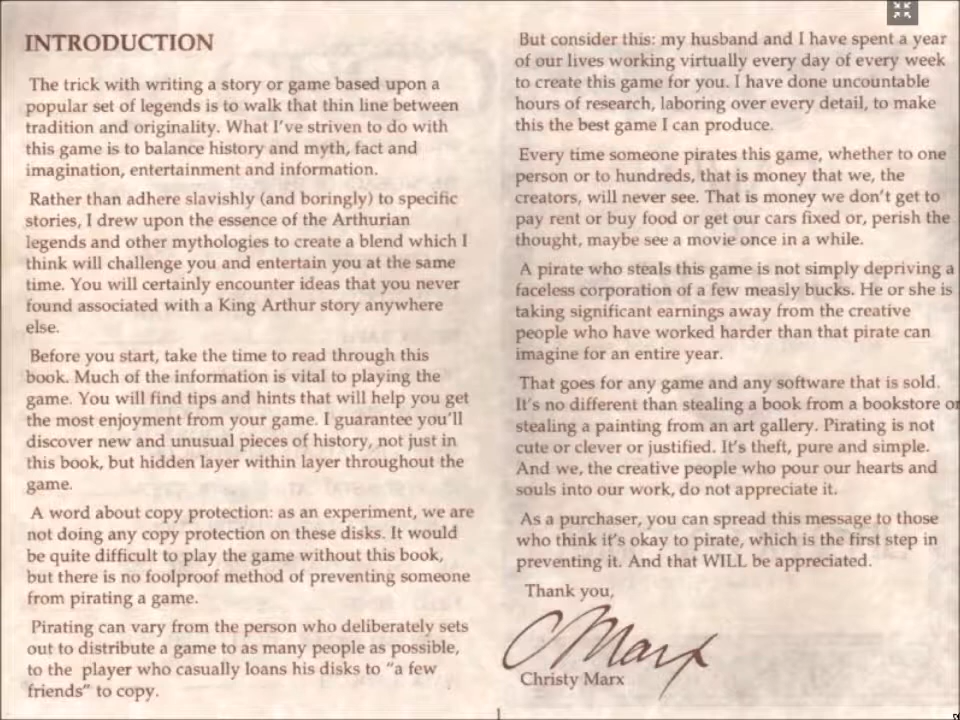 INTRODUCTION
The trick with writing a story or game based upon a
popular set of legends is to walk that thin line between
tradition and originality. What I've striven to do with
this game is to balance history and myth, fact and
imagination, entertainment and information.
Rather than adhere slavishly (and boringly) to specific
stories, I drew upon the essence of the Arthurian
legends and other mythologies to create a blend which I
think will challenge you and entertain you at the same
time. You will certainly encounter ideas that you never
found associated with a King Arthur story anywhere
else.
Before you start, take the time to read through this
book. Much of the information is vital to playing the
game. You will find tips and hints that will help you get
the most enjoyment from your game. I guarantee you'll
discover new and unusual pieces of history, not just in
this book, but hidden layer within layer throughout the
game.
A word about copy protection: as an experiment, we are
not doing any copy protection on these disks. It would
be quite difficult to play the game without this book,
but there is no foolproof method of preventing someone
from pirating a game.
Pirating can vary from the person who deliberately sets
out to distribute a game to as many people as possible,
to the player who casually loans his disks to "a few
friends" to copy.
But consider this: my husband and I have spent a year
of our lives working virtually every day of every week
to create this game for you. I have done uncountable
hours of research, laboring over every detail, to make
this the best game I can produce.
Every time someone pirates this game, whether to one
person or to hundreds, that is money that we, the
creators, will never see. That is money we don't get to
pay rent or buy food or get our cars fixed or, perish the
thought, maybe see a movie once in a while.
A pirate who steals this game is not simply depriving a
faceless corporation of a few measly bucks. He or she is
taking significant earnings away from the creative
people who have worked harder than that pirate can
imagine for an entire year.
That goes for any game and any software that is sold.
It's no different than stealing a book from a bookstore or
stealing a painting from an art gallery. Pirating is not
cute or clever or justified. It's theft, pure and simple.
And we, the creative people who pour our hearts and
souls into our work, do not appreciate it.
As a purchaser, you can spread this message to those
who think it's okay to pirate, which is the first step in
preventing it. And that WILL be appreciated.
Thank you,
CMarx
Christy Marx
1